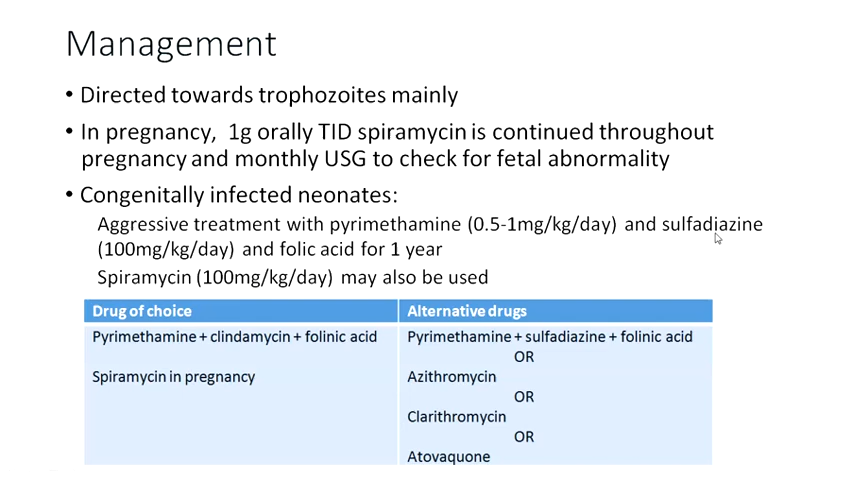 Management
• Directed towards trophozoites mainly
• In pregnancy, 1g orally TID spiramycin is continued throughout
pregnancy and monthly USG to check for fetal abnormality
• Congenitally infected neonates:
Aggressive treatment with pyrimethamine (0.5-1mg/kg/day) and sulfadiazine
(100mg/kg/day) and folic acid for 1 year
Spiramycin (100mg/kg/day) may also be used
Drug of choice
Alternative drugs
Pyrimethamine + clindamycin + folinic acid
Pyrimethamine + sulfadiazine + folinic acid
OR
Spiramycin in pregnancy
Azithromycin
OR
Clarithromycin
OR
Atovaquone